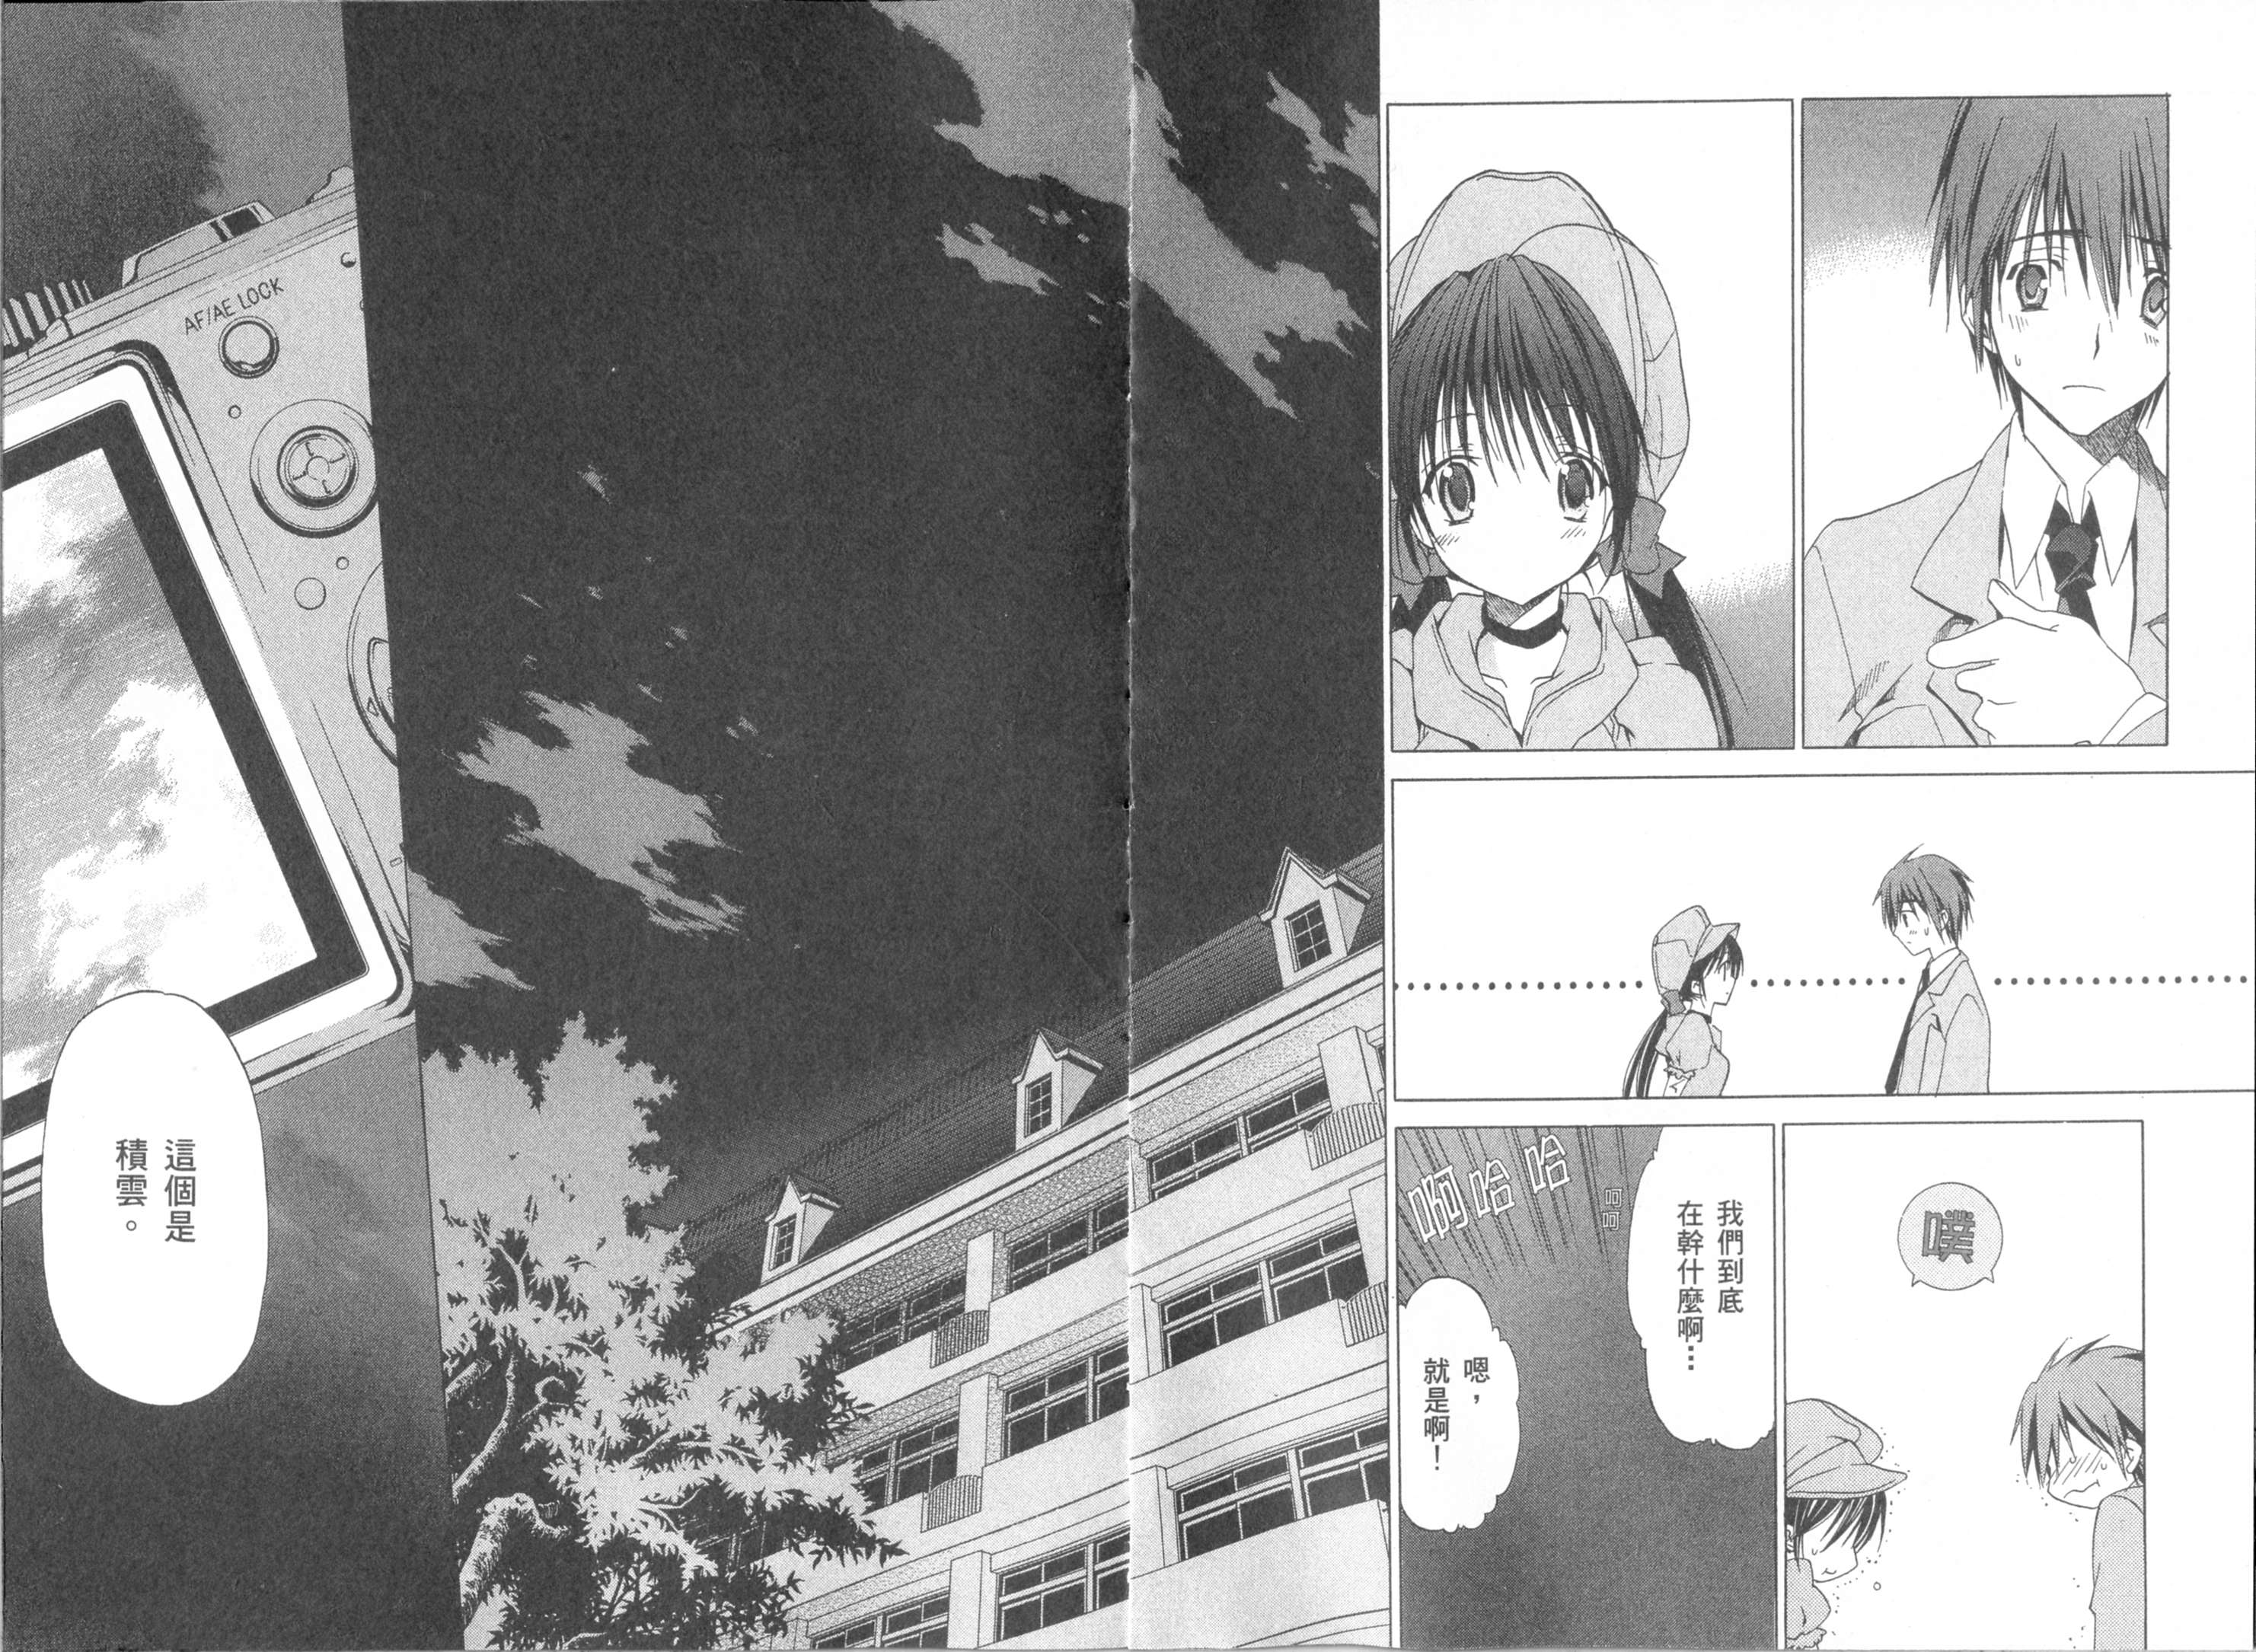 噗
我們到底
在幹什麼啊…
呵呵
啊哈哈
嗯，
就是啊！
AF/AE LOCK
這個是
積雲。